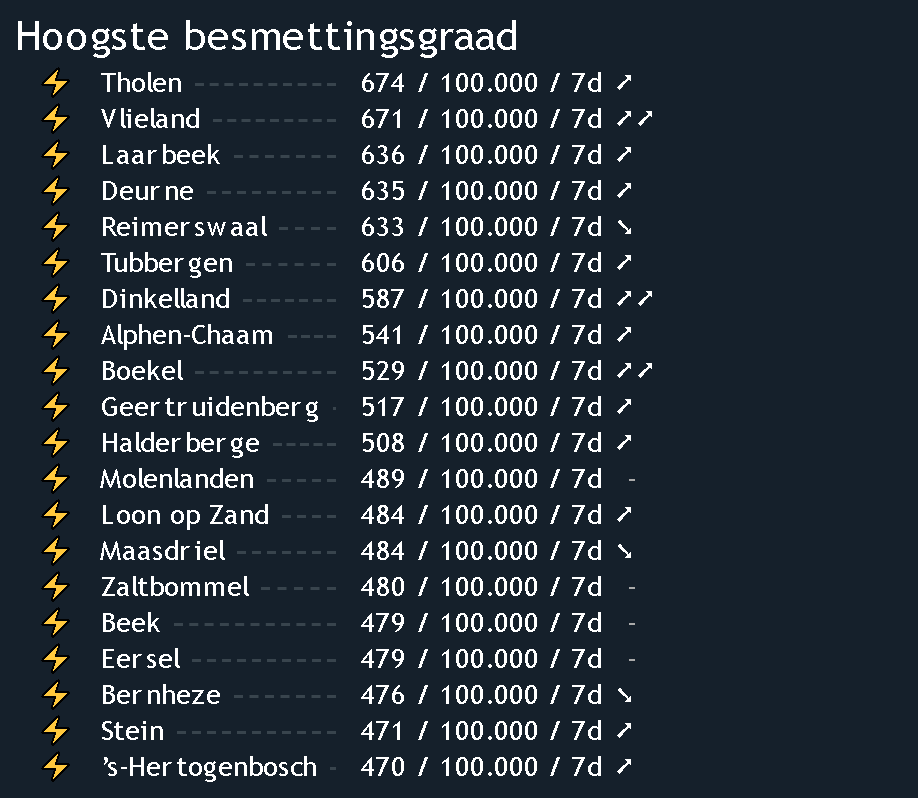 Hoogste besmettingsgraad
⚡ Tholen ---------- 674 / 100.000 / 7d ➚
⚡ Vlieland --------- 671 / 100.000 / 7d ➚➚
⚡ Laarbeek ------- 636 / 100.000 / 7d ➚
⚡ Deurne --------- 635 / 100.000 / 7d ➚
⚡ Reimerswaal ---- 633 / 100.000 / 7d ➘
⚡ Tubbergen ------ 606 / 100.000 / 7d ➚
⚡ Dinkelland ------- 587 / 100.000 / 7d ➚➚
⚡ Alphen-Chaam ---- 541 / 100.000 / 7d ➚
⚡ Boekel ---------- 529 / 100.000 / 7d ➚➚
⚡ Geertruidenberg - 517 / 100.000 / 7d ➚
⚡ Halderberge ----- 508 / 100.000 / 7d ➚
⚡ Molenlanden ----- 489 / 100.000 / 7d -
⚡ Loon op Zand ---- 484 / 100.000 / 7d ➚
⚡ Maasdriel ------- 484 / 100.000 / 7d ➘
⚡ Zaltbommel ----- 480 / 100.000 / 7d -
⚡ Beek ----------- 479 / 100.000 / 7d -
⚡ Eersel ---------- 479 / 100.000 / 7d -
⚡ Bernheze ------- 476 / 100.000 / 7d ➘
⚡ Stein ----------- 471 / 100.000 / 7d ➚
⚡ ’s-Hertogenbosch - 470 / 100.000 / 7d ➚